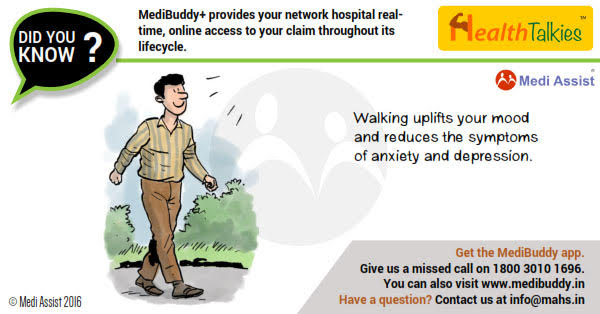 DID YOU
KNOW ?
MediBuddy+ provides your network hospital real-
time, online access to your claim throughout its
lifecycle.
HealthTalkies™
Medi Assist®
Walking uplifts your mood
and reduces the symptoms
of anxiety and depression.
Get the MediBuddy app.
Give us a missed call on 1800 3010 1696.
You can also visit www.medibuddy.in
Have a question? Contact us at info@mahs.in
© Medi Assist 2016